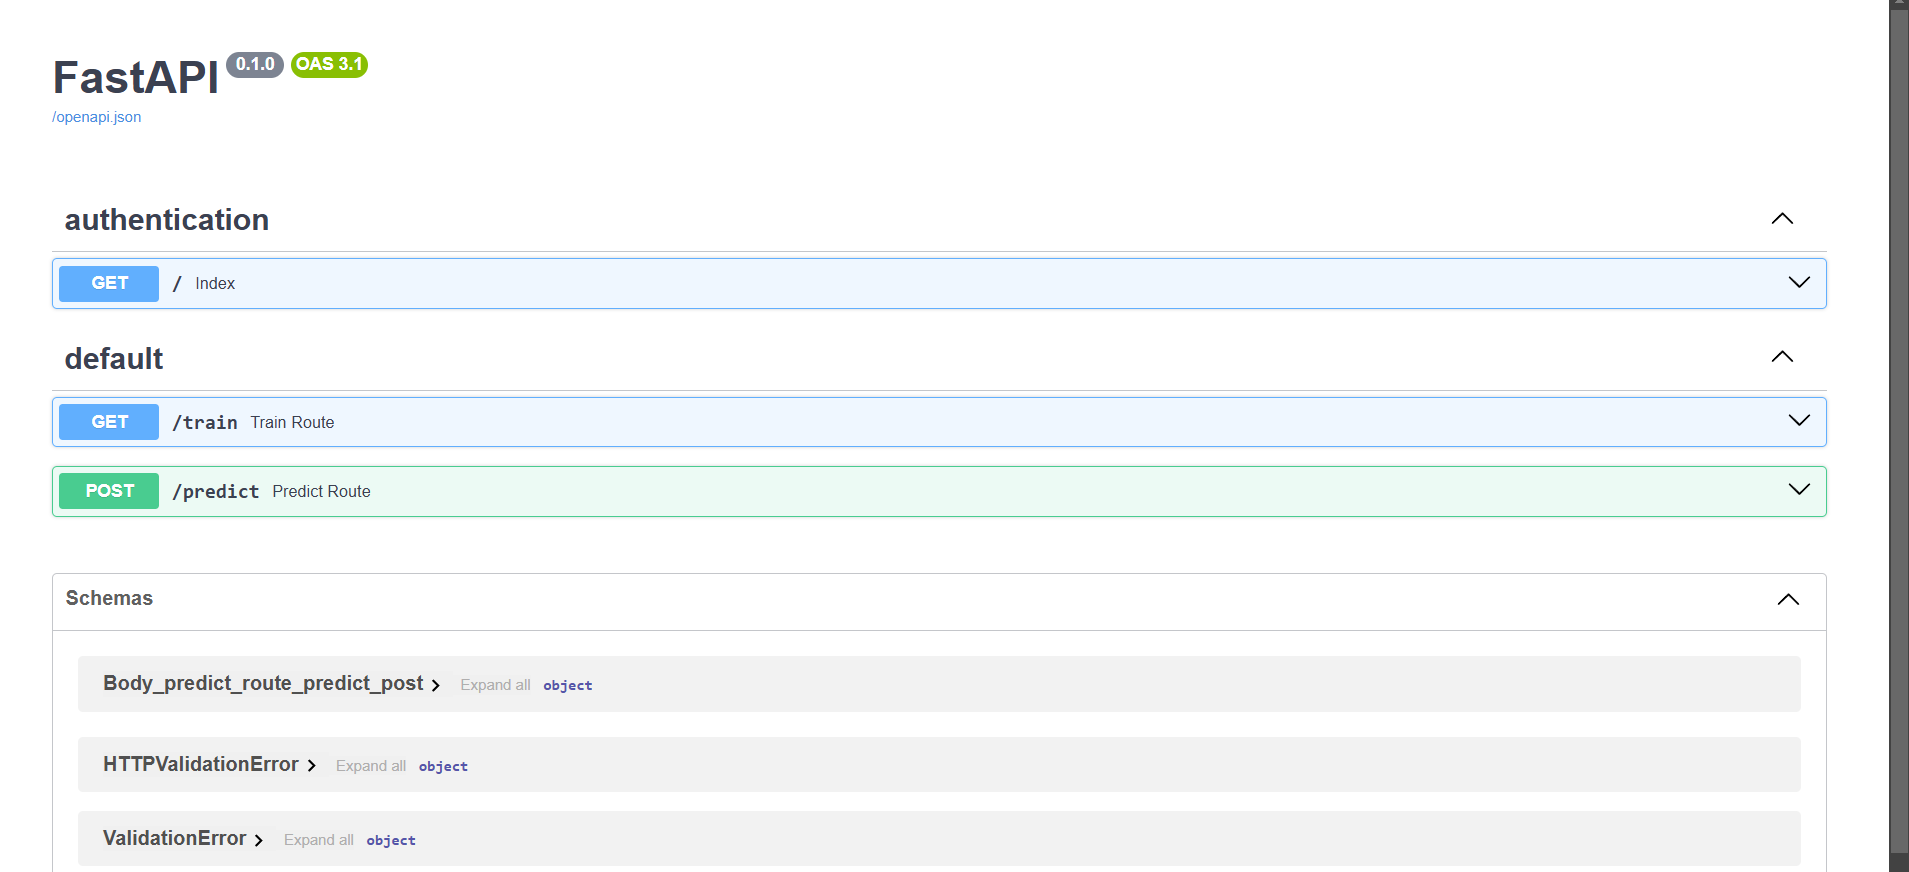 FastAPI 0.1.0 OAS 3.1
/openapi.json
authentication
GET / Index
default
GET /train Train Route
POST /predict Predict Route
Schemas
Body_predict_route_predict_post Expand all object
HTTPValidationError Expand all object
ValidationError Expand all object